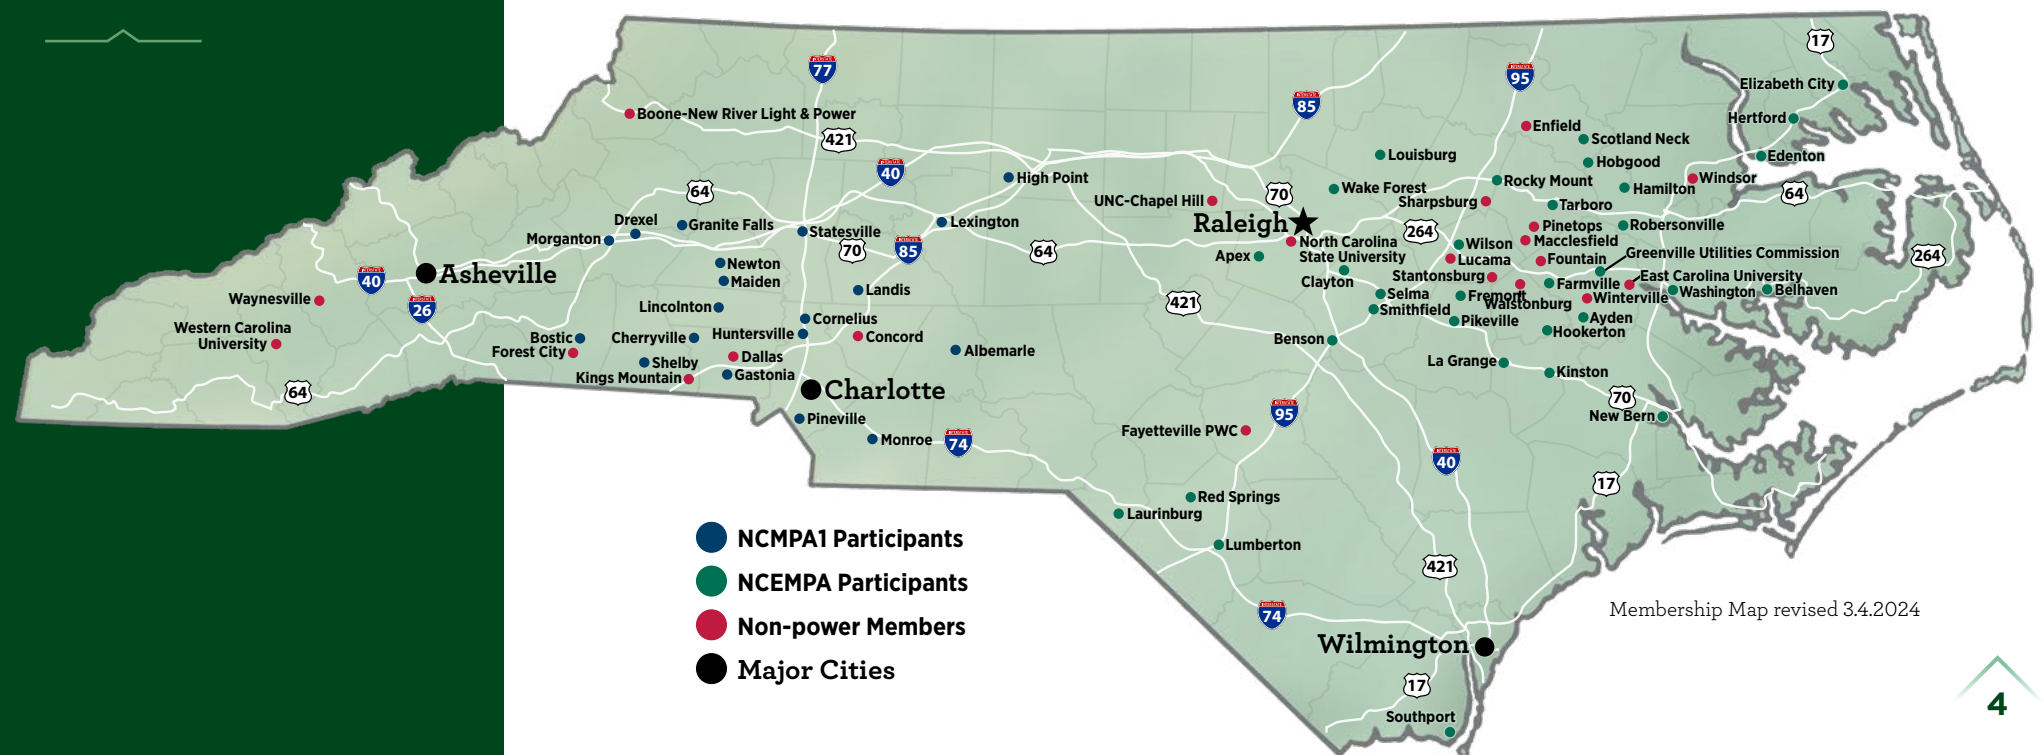 17
77
95
Elizabeth City
85
Boone-New River Light & Power
Hertford
Enfield
421
Scotland Neck
Louisburg
Edenton
Hobgood
40
High Point
Windsor
Rocky Mount
Hamilton
64
Wake Forest
70
64
UNC-Chapel Hill
Sharpsburg
Tarboro
Drexel
Granite Falls
Lexington
Raleigh
Pinetops
Robersonville
Statesville
264
Morganton
North Carolina
State University
Macclesfield
Wilson
70
85
64
Greenville Utilities Commission
Apex
264
Lucama
Fountain
Newton
Asheville
40
Stantonsburg
East Carolina University
Maiden
Clayton
Farmville
Landis
Selma
Fremont
Washington
Belhaven
Waynesville
Winterville
421
Walstonburg
Lincolnton
26
Smithfield
Cornelius
Ayden
Pikeville
Western Carolina
University
Huntersville
Hookerton
Bostic
Cherryville
Concord
Benson
Forest City
Albemarle
Dallas
Shelby
La Grange
Kings Mountain
Gastonia
Kinston
64
Charlotte
70
95
New Bern
Pineville
Fayetteville PWC
Monroe
74
40
17
Red Springs
Laurinburg
NCMPA1 Participants
Lumberton
421
NCEMPA Participants
Membership Map revised 3.4.2024
74
Non-power Members
Wilmington
Major Cities
17
4
Southport